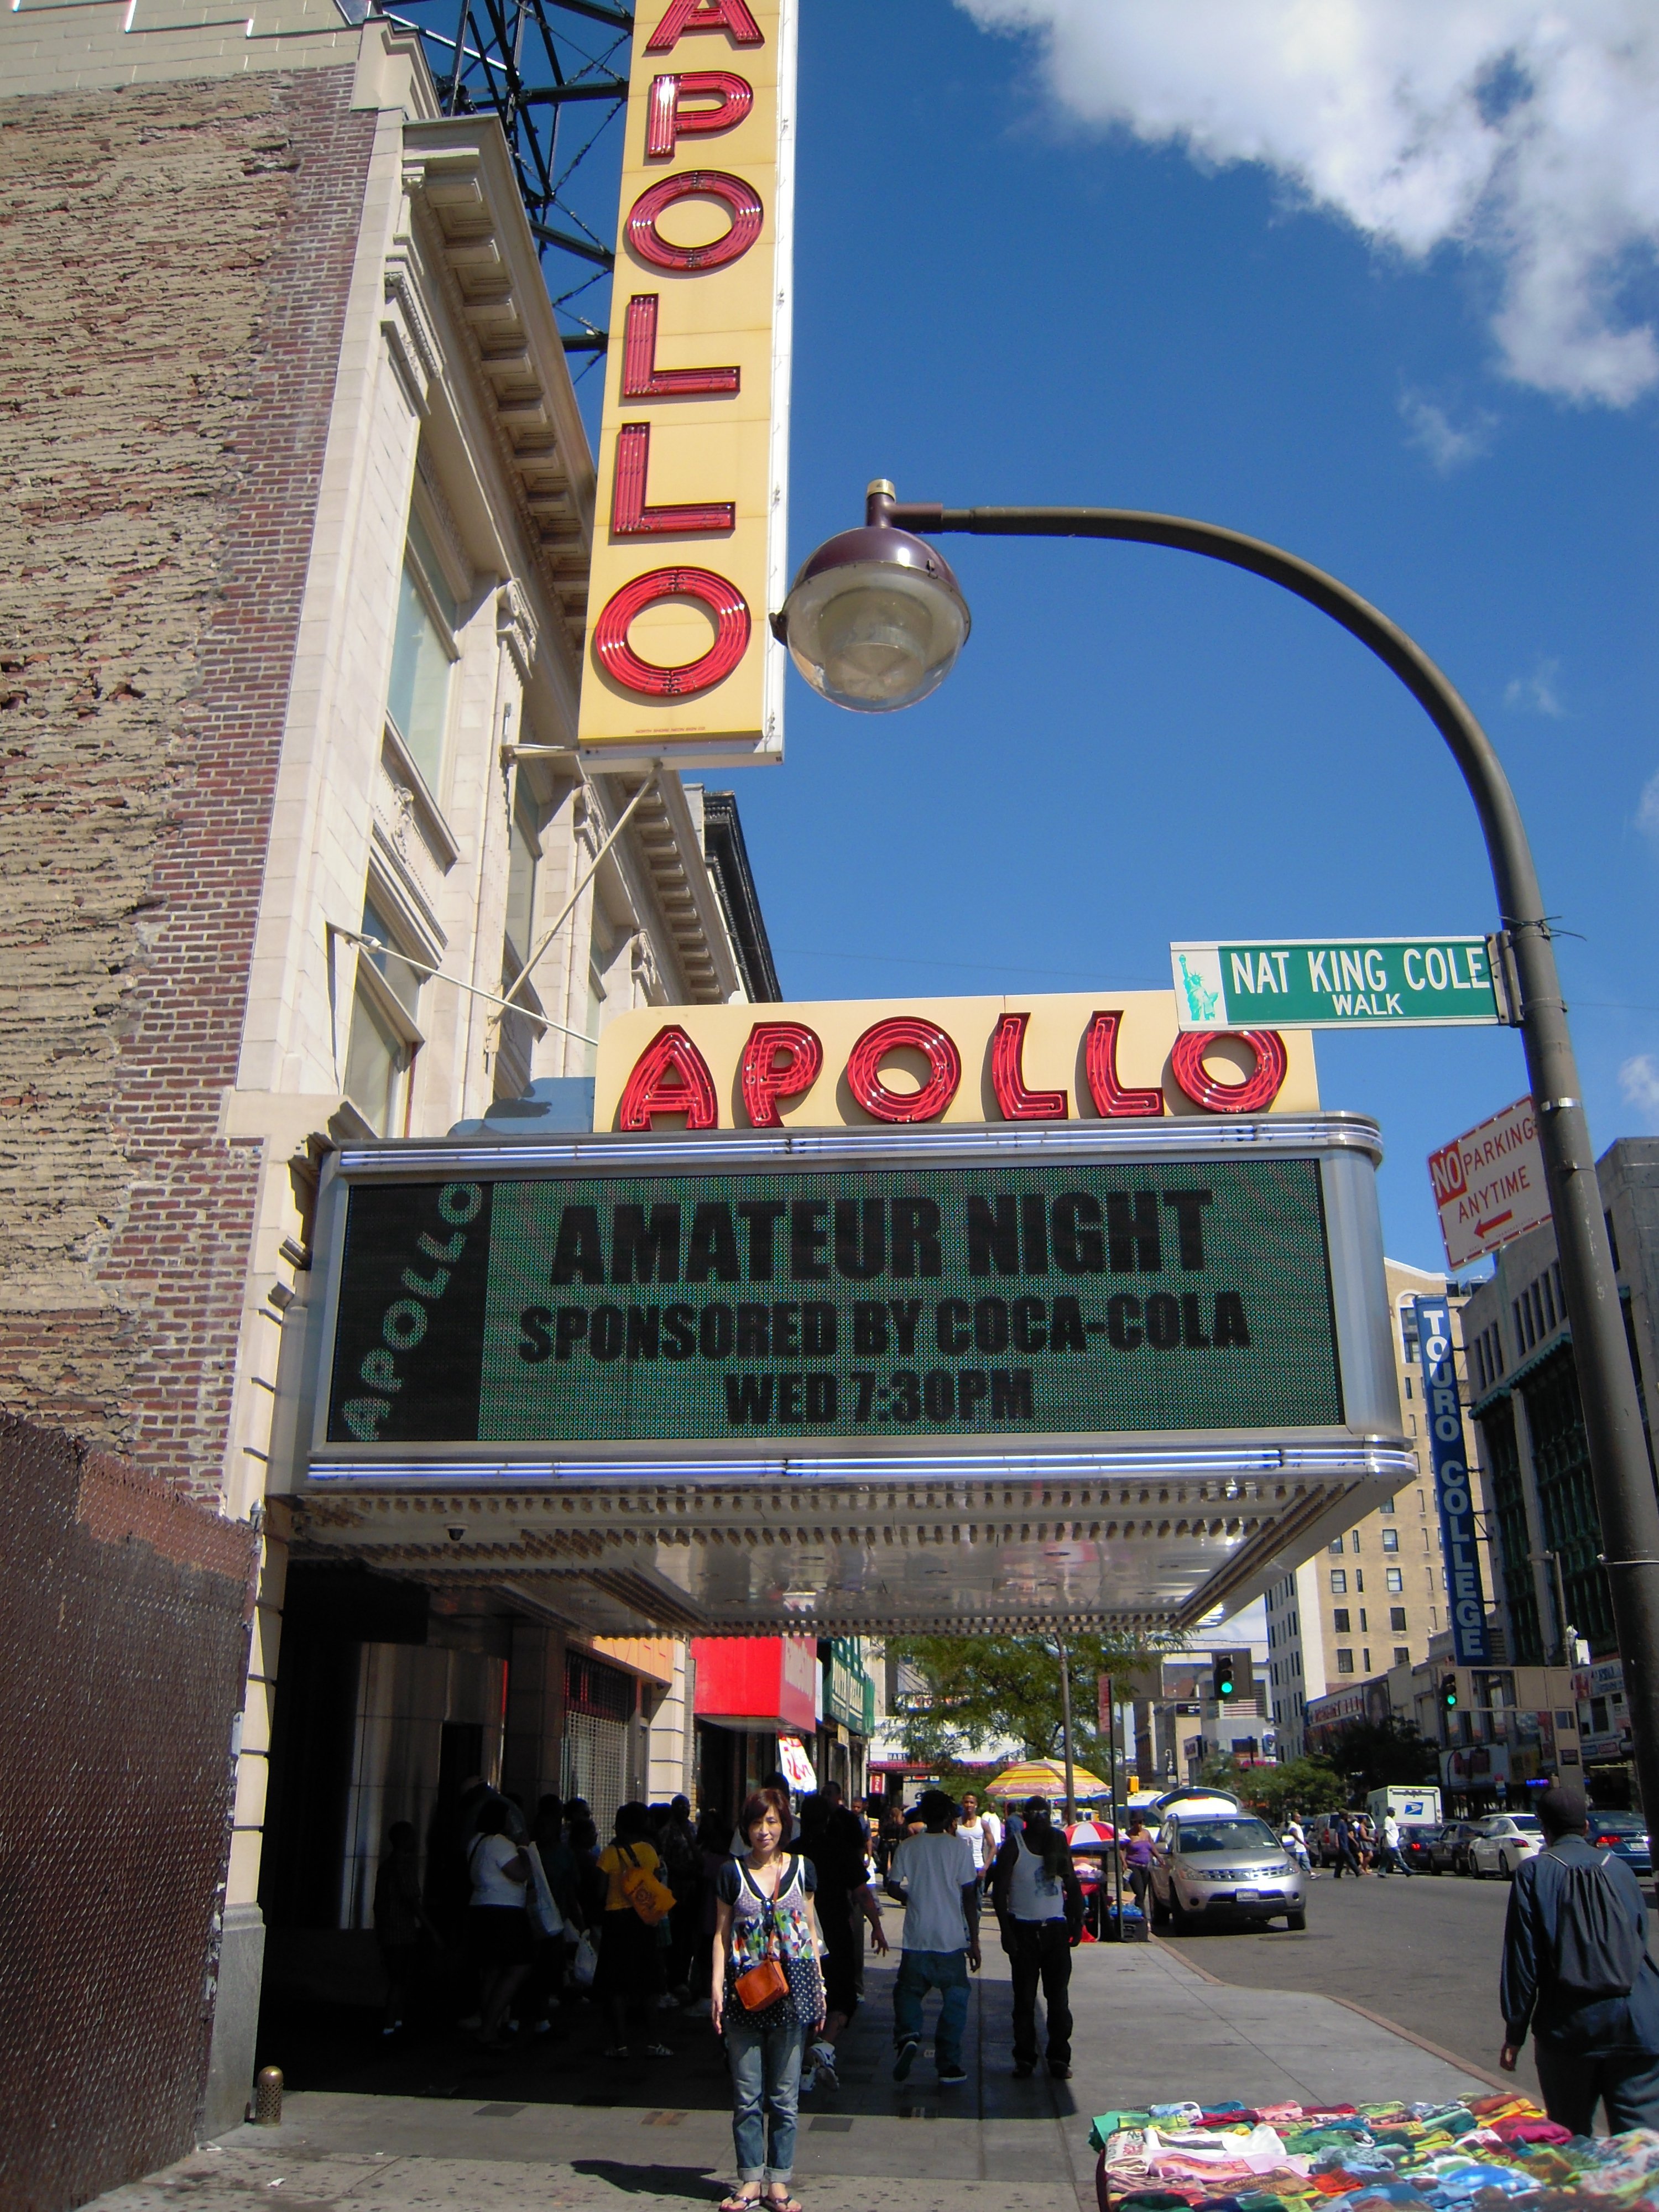 APOLLO
NAT KING COLE
WALK
APOLLO
NO PARKING
ANYTIME
APOLLO
AMATEUR NIGHT
SPONSORED BY COCA-COLA
WED 7:30PM
TOURO COLLEGE